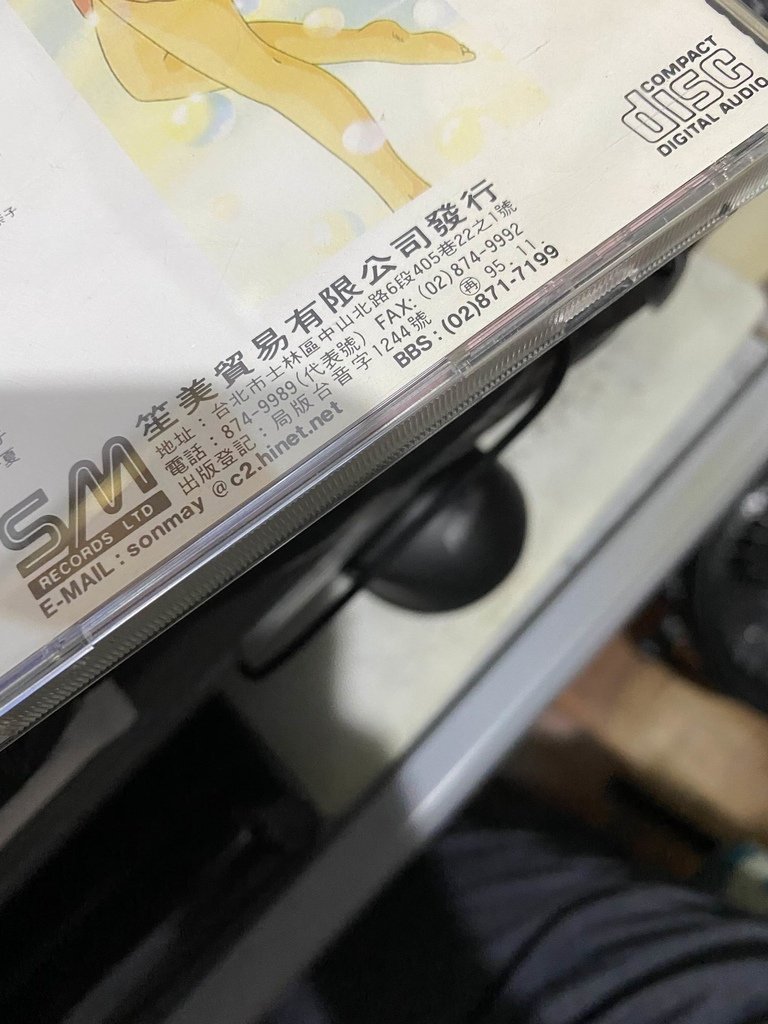 COMPACT
disc
DIGITAL AUDIO
子
夏
SM
RECORDS LTD
笙美貿易有限公司發行
地址：台北市士林區中山北路6段405巷22之1號
電話：874-9989(代表號) FAX：(02)874-9992
出版登記：局版台音字1244號 再 95.11.
E-MAIL：sonmay @c2.hinet.net BBS：(02)871-7199